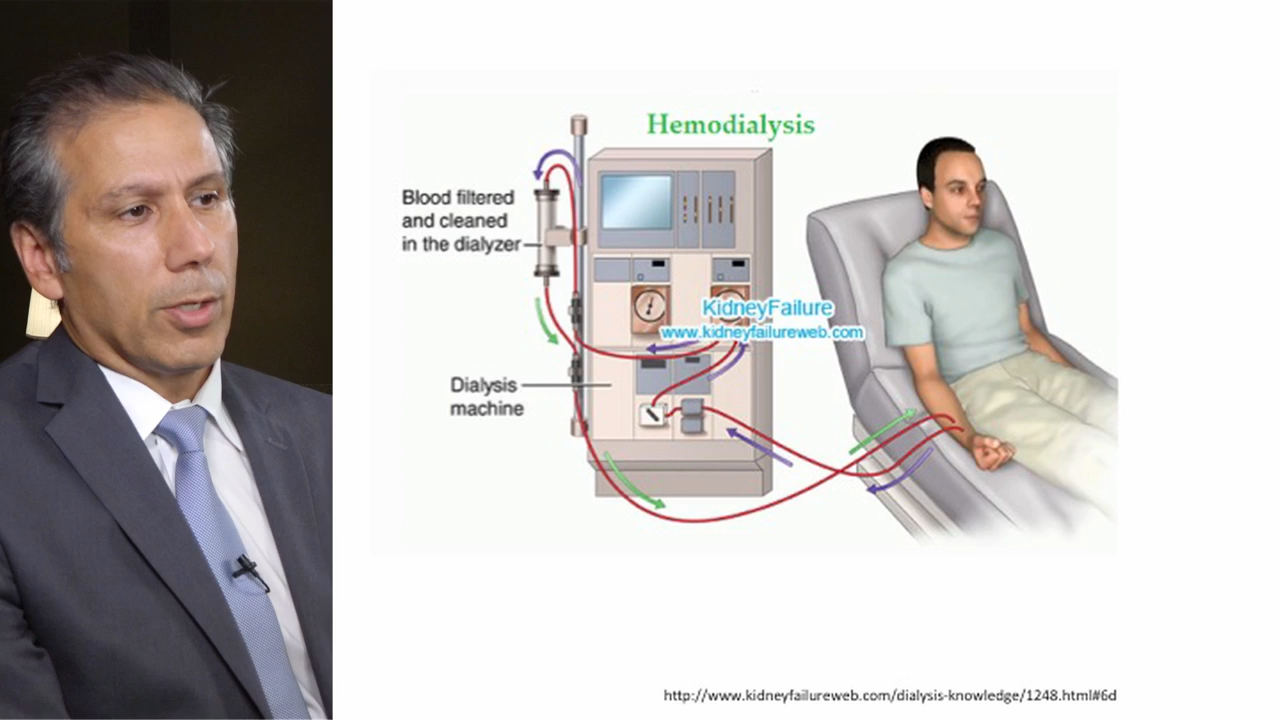 Hemodialysis
Blood filtered
and cleaned
in the dialyzer
KidneyFailure
www.kidneyfailureweb.com
Dialysis
machine
http://www.kidneyfailureweb.com/dialysis-knowledge/1248.html#6d